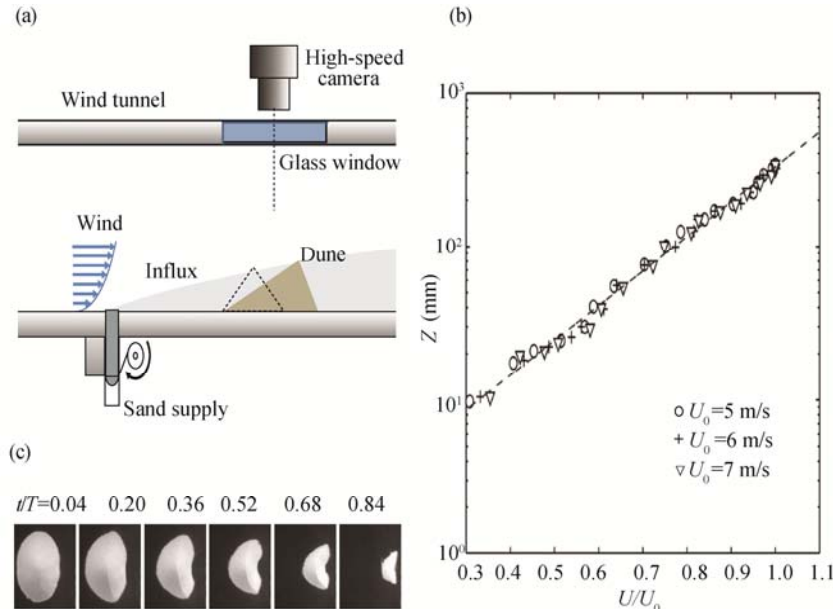 (a)
High-speed
camera
Wind tunnel
Glass window
Wind
Influx
Dune
Sand supply
(c)
t/T=0.04 0.20 0.36 0.52 0.68 0.84
(b)
10³
10²
10¹
10⁰
Z (mm)
U₀=5 m/s
U₀=6 m/s
U₀=7 m/s
0.3 0.4 0.5 0.6 0.7 0.8 0.9 1.0 1.1
U/U₀